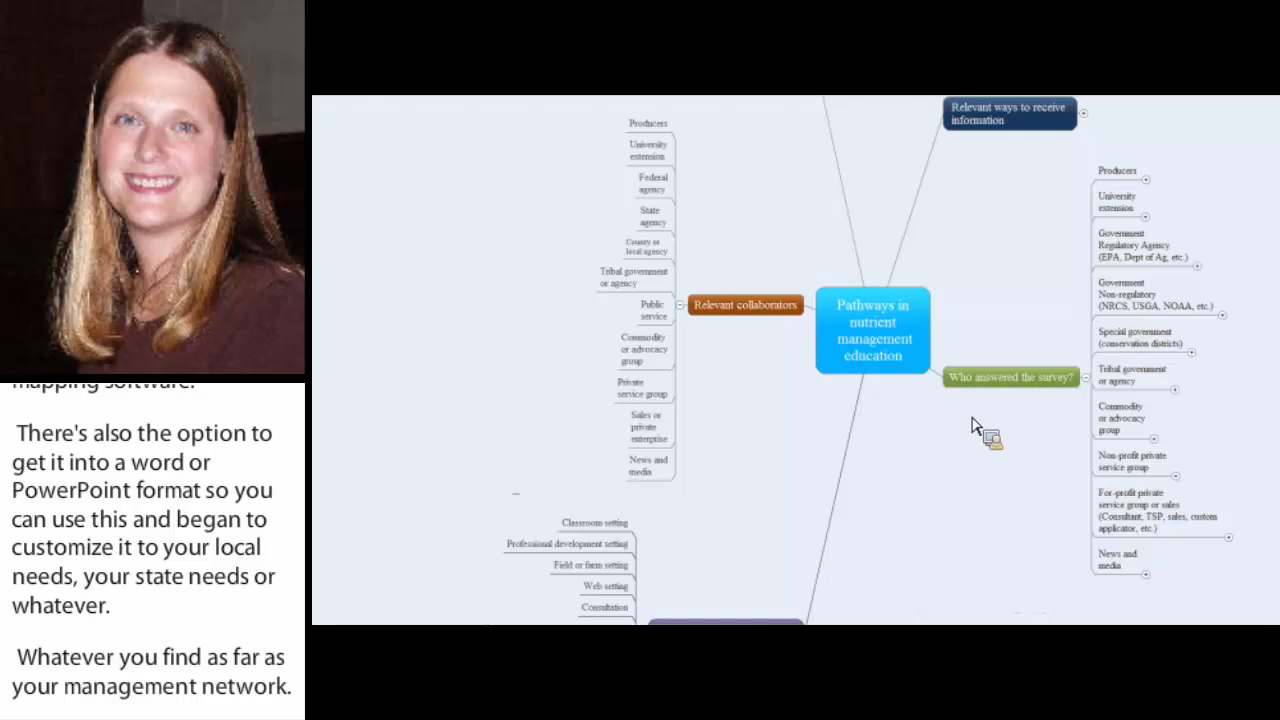 mapping software.
There's also the option to
get it into a word or
PowerPoint format so you
can use this and began to
customize it to your local
needs, your state needs or
whatever.
Whatever you find as far as
your management network.
Producers
University
extension
Federal
agency
State
agency
County or
local agency
Tribal government
or agency
Public
service
Commodity
or advocacy
group
Private
service group
Sales or
private
enterprise
News and
media
Relevant collaborators
Classroom setting
Professional development setting
Field or farm setting
Web setting
Consultation
Pathways in
nutrient
management
education
Relevant ways to receive
information
Who answered the survey?
Producers
University
extension
Government
Regulatory Agency
(EPA, Dept of Ag, etc.)
Government
Non-regulatory
(NRCS, USGA, NOAA, etc.)
Special government
(conservation districts)
Tribal government
or agency
Commodity
or advocacy
group
Non-profit private
service group
For-profit private
service group or sales
(Consultant, TSP, sales, custom
applicator, etc.)
News and
media